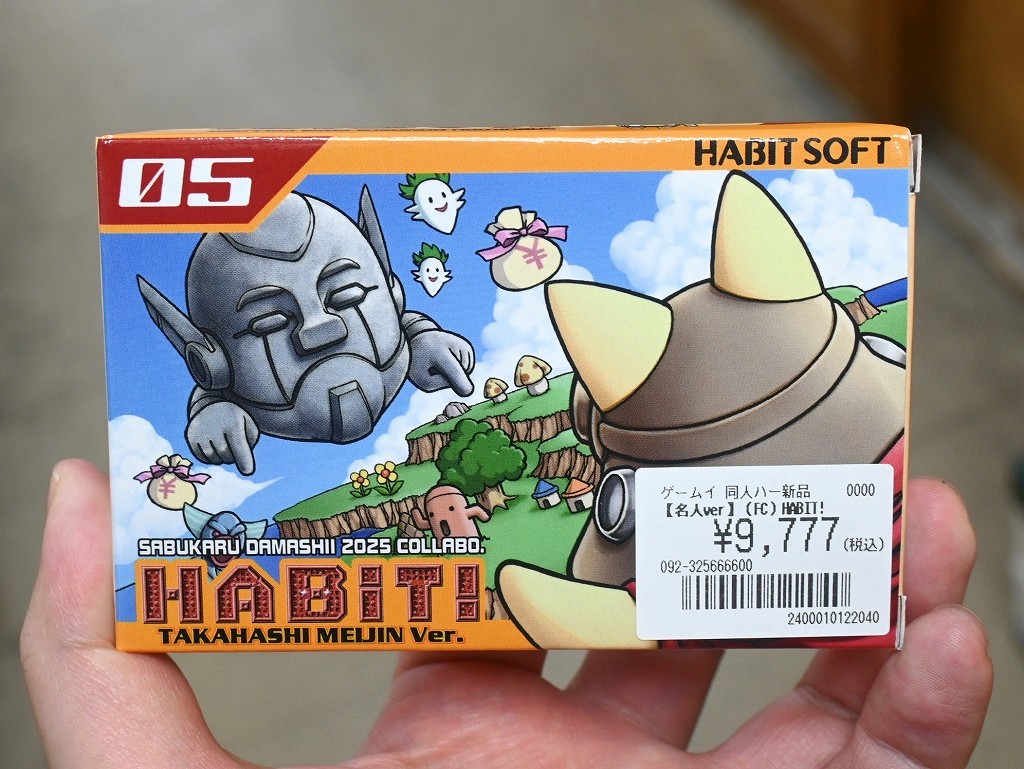 05
HABIT SOFT
¥
¥
SABUKARU DAMASHII 2025 COLLABO.
HABiT!
TAKAHASHI MEIJIN Ver.
ゲームイ 同人ハー新品 0000
【名人ver】(FC)HABIT!
¥9,777(税込)
092-325666600
2400010122040